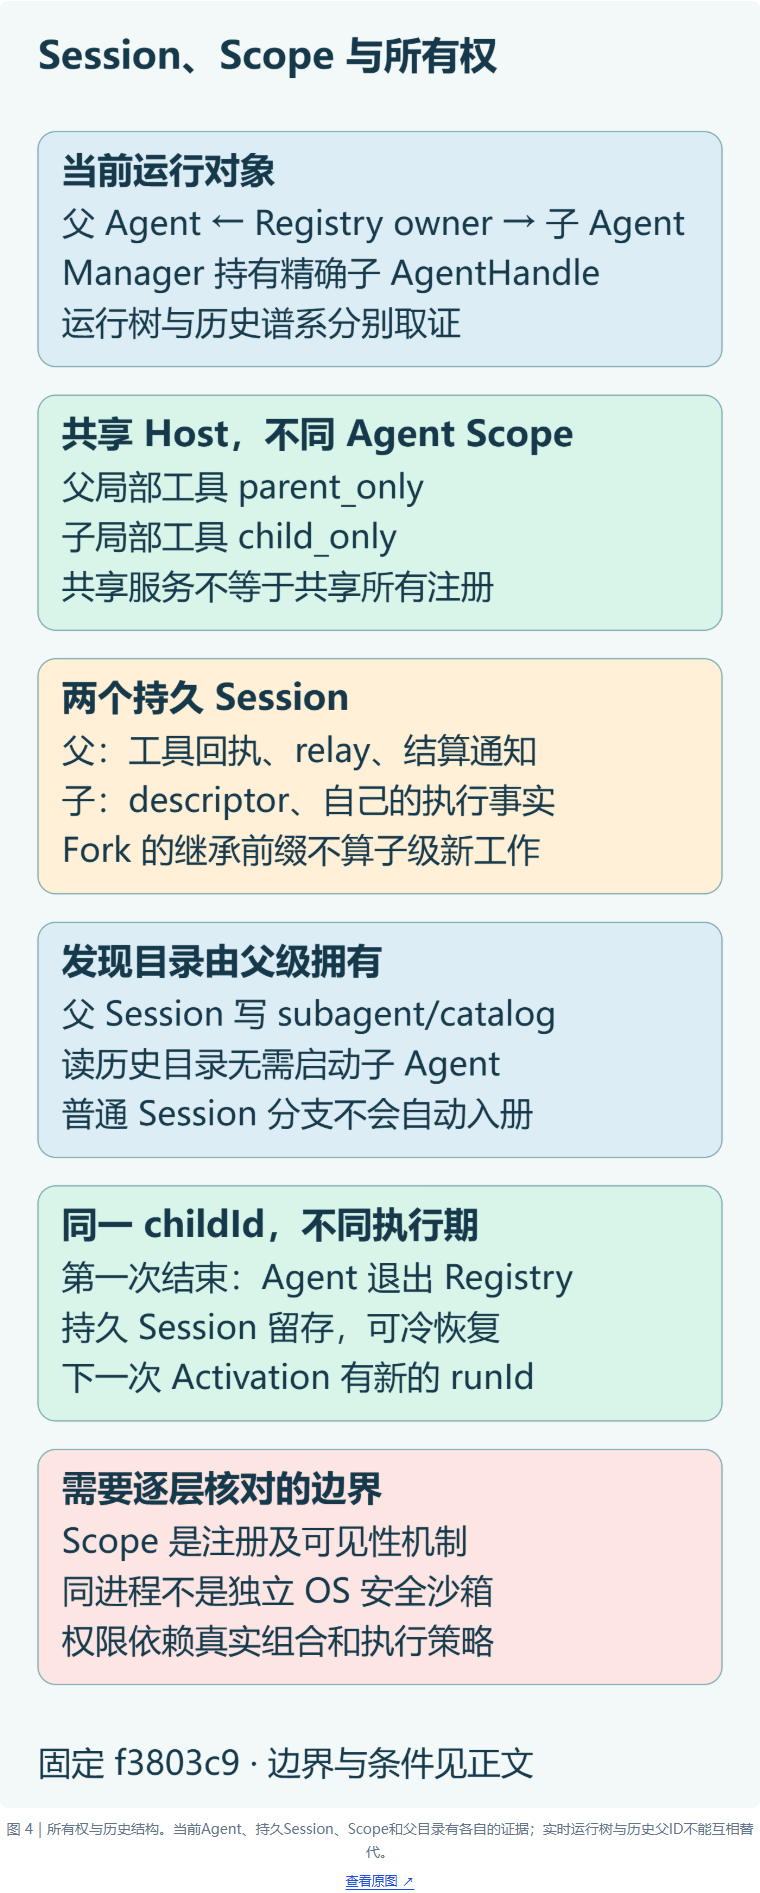 Session、Scope 与所有权
当前运行对象
父 Agent ← Registry owner → 子 Agent
Manager 持有精确子 AgentHandle
运行树与历史谱系分别取证
共享 Host，不同 Agent Scope
父局部工具 parent_only
子局部工具 child_only
共享服务不等于共享所有注册
两个持久 Session
父：工具回执、relay、结算通知
子：descriptor、自己的执行事实
Fork 的继承前缀不算子级新工作
发现目录由父级拥有
父 Session 写 subagent/catalog
读历史目录无需启动子 Agent
普通 Session 分支不会自动入册
同一 childId，不同执行期
第一次结束：Agent 退出 Registry
持久 Session 留存，可冷恢复
下一次 Activation 有新的 runId
需要逐层核对的边界
Scope 是注册及可见性机制
同进程不是独立 OS 安全沙箱
权限依赖真实组合和执行策略
固定 f3803c9 · 边界与条件见正文
图 4｜所有权与历史结构。当前Agent、持久Session、Scope和父目录有各自的证据；实时运行树与历史父ID不能互相替
代。
查看原图 ↗